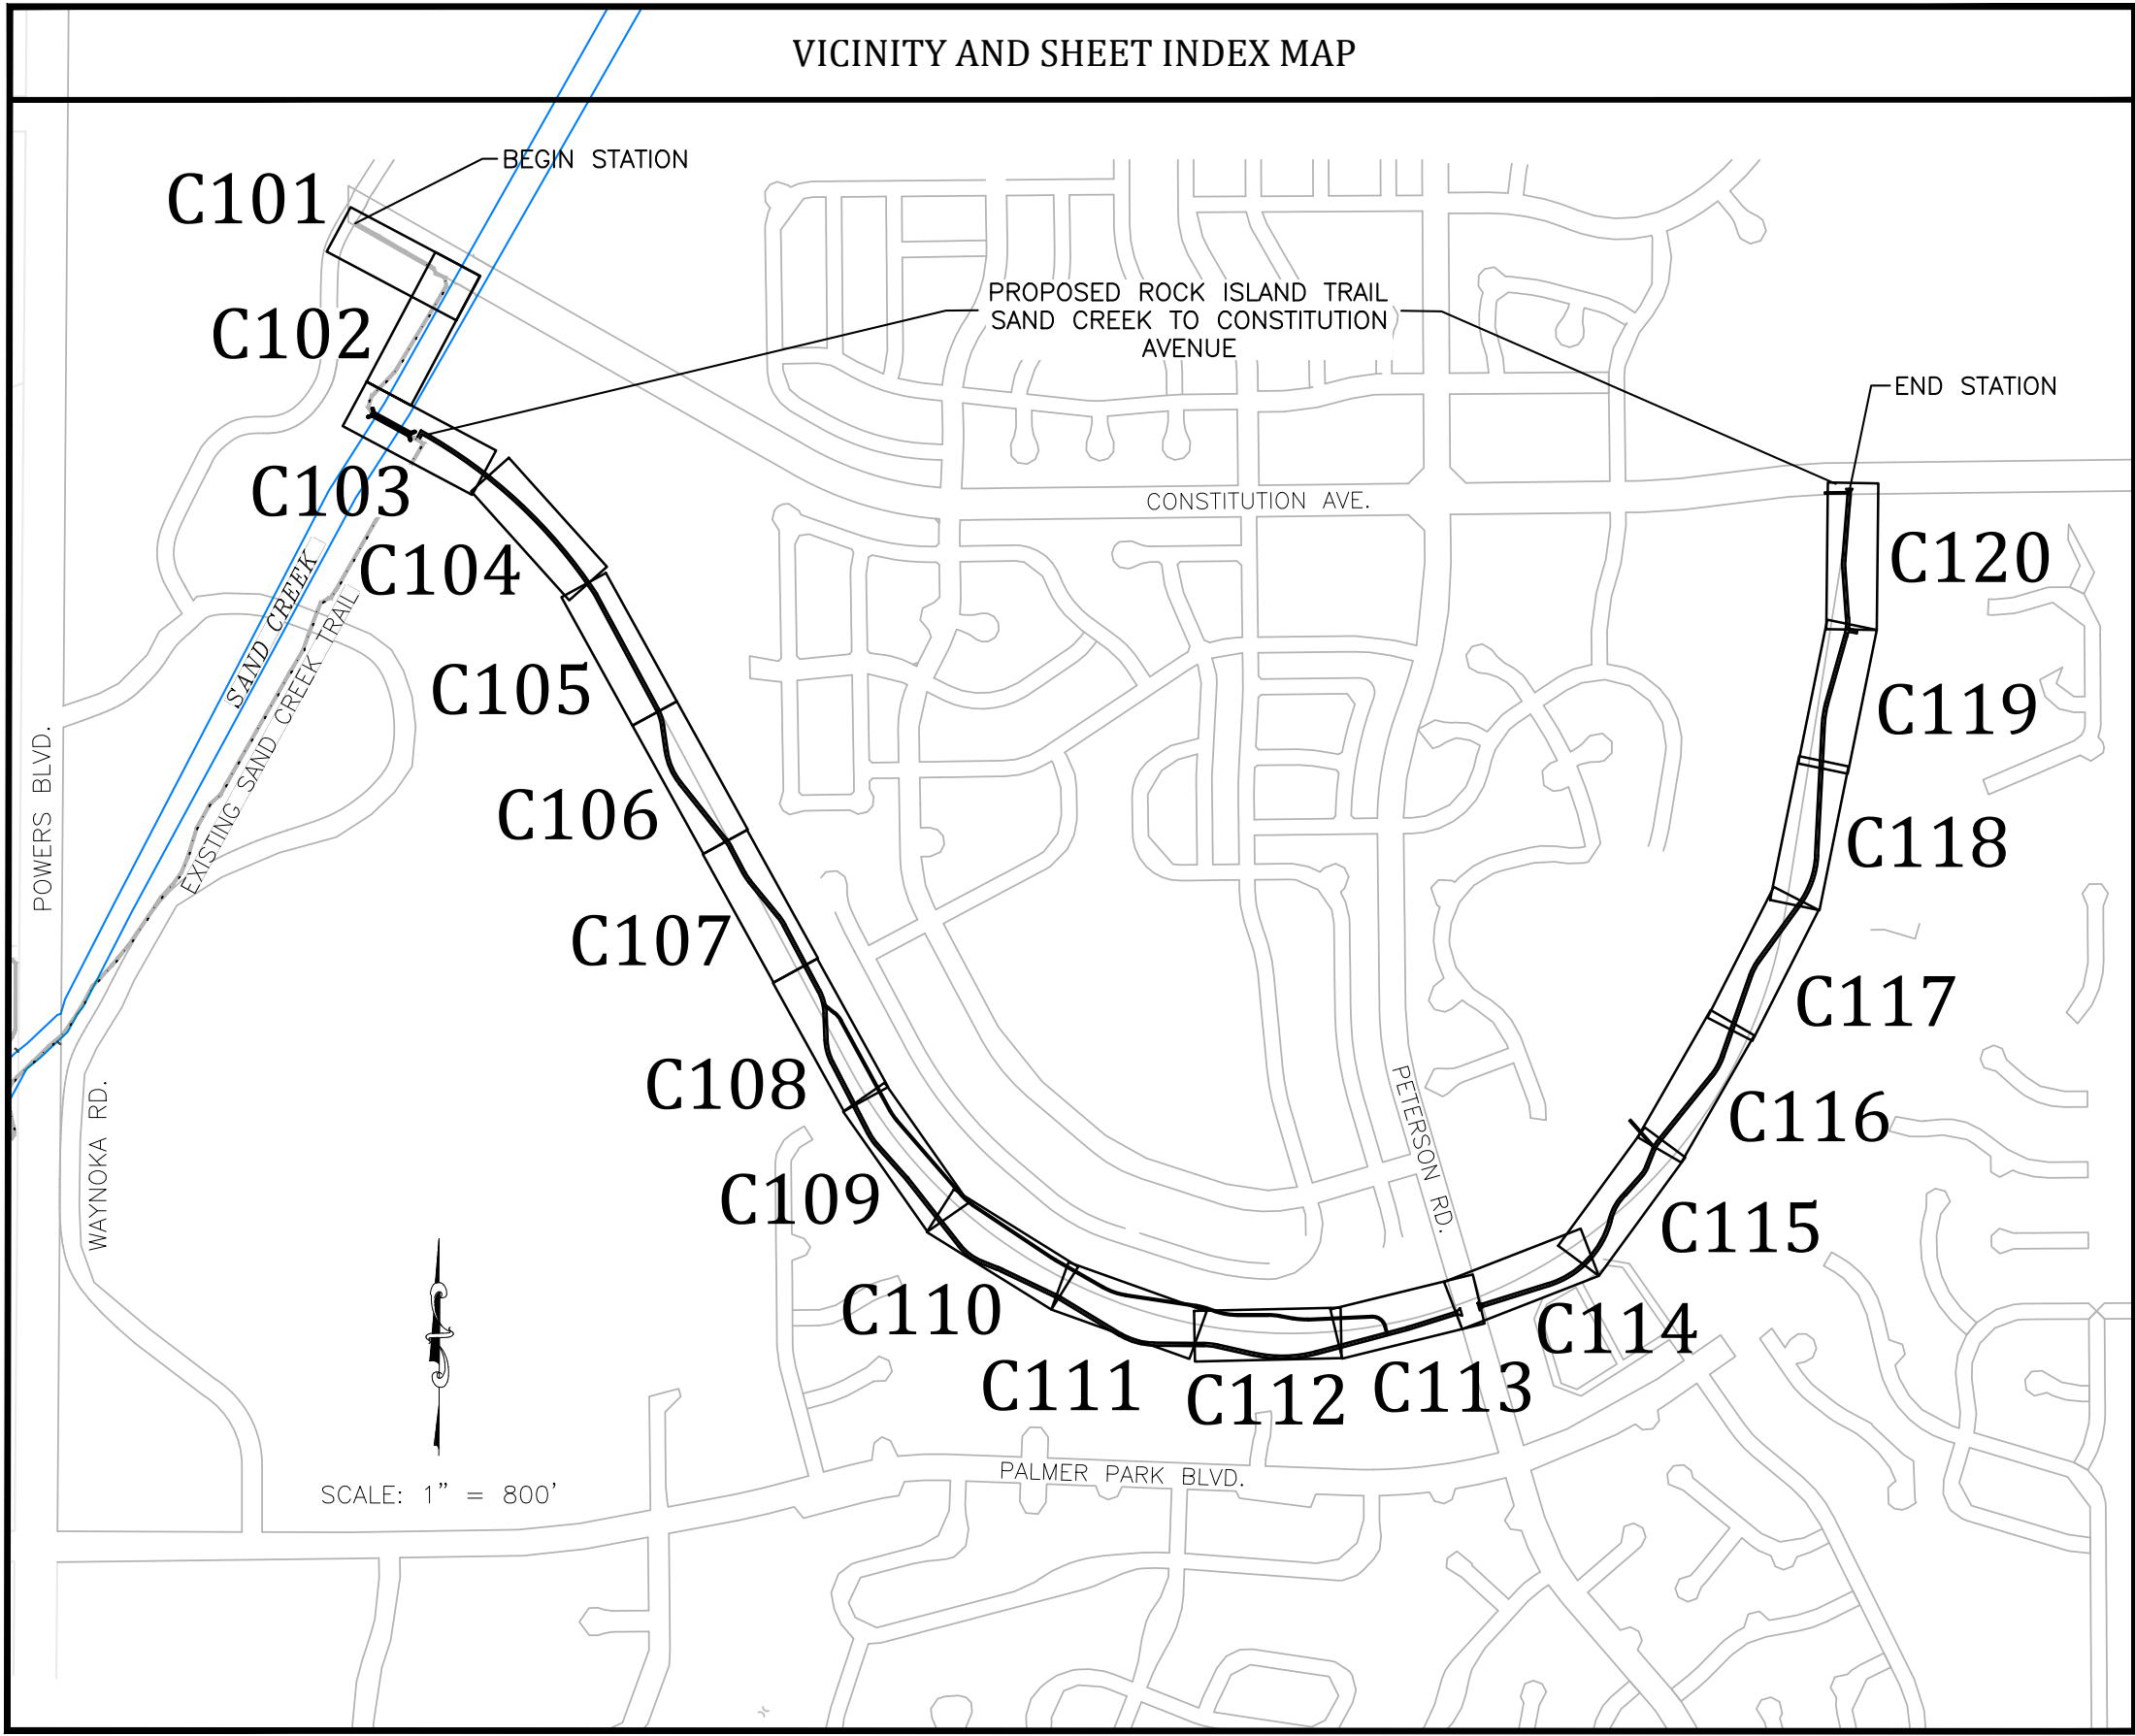 VICINITY AND SHEET INDEX MAP
BEGIN STATION
C101
PROPOSED ROCK ISLAND TRAIL
SAND CREEK TO CONSTITUTION
AVENUE
C102
END STATION
C103
CONSTITUTION AVE.
C104
C120
SAND CREEK
EXISTING SAND CREEK TRAIL
C105
C119
POWERS BLVD.
C106
C118
C107
C117
C108
C116
PETERSON RD.
WAYNOKA RD.
C109
C115
C110
C114
C111
C112
C113
PALMER PARK BLVD.
SCALE: 1" = 800'